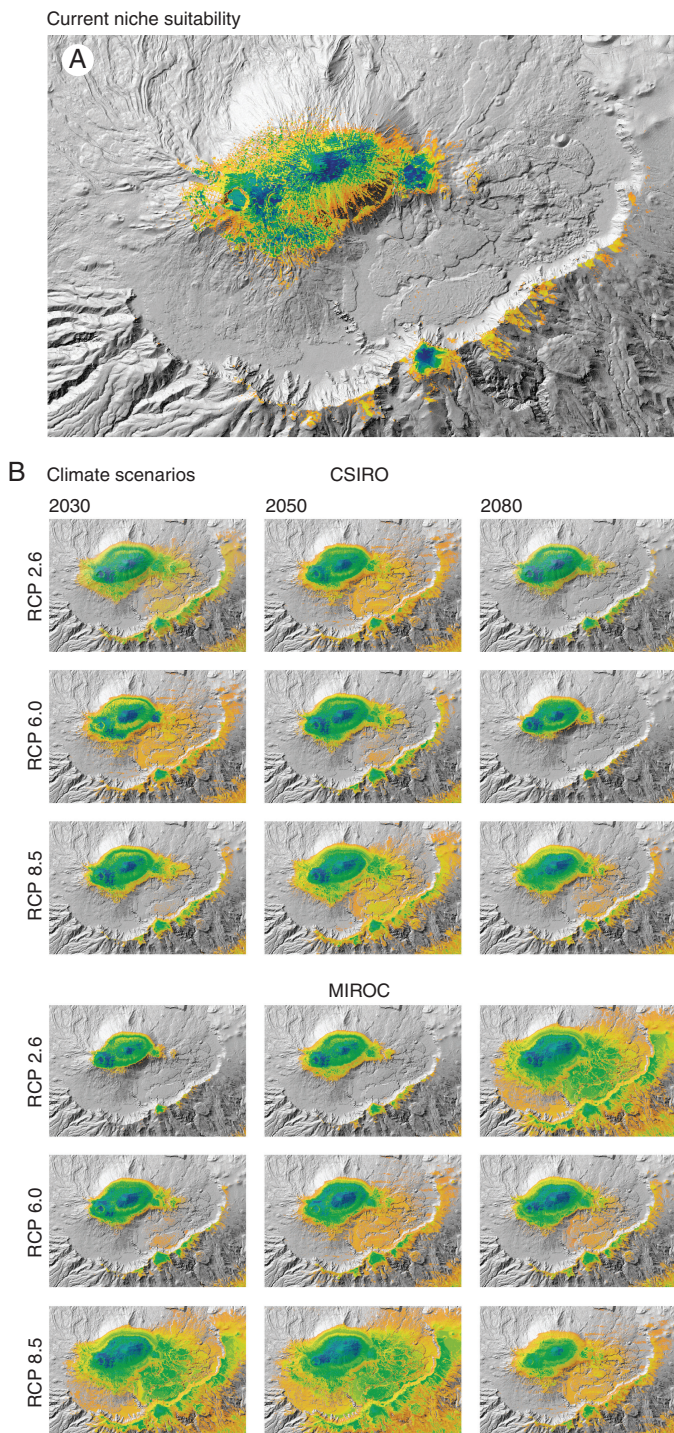 Current niche suitability
A
B Climate scenarios CSIRO
2030 2050 2080
RCP 2.6
RCP 6.0
RCP 8.5
MIROC
RCP 2.6
RCP 6.0
RCP 8.5